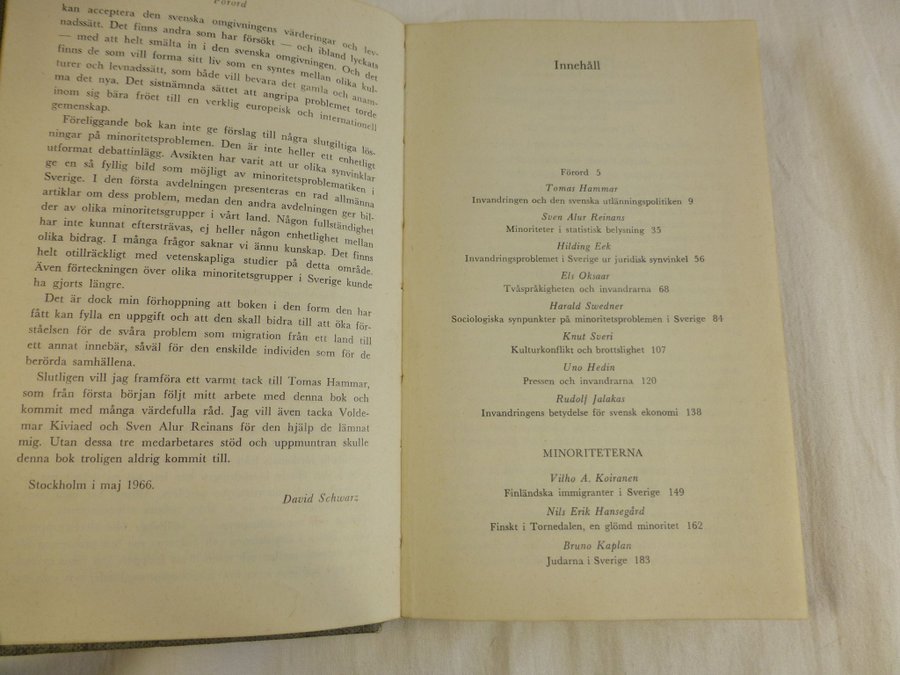 Förord
kan acceptera den svenska omgivningens värderingar och lev-
nadssätt. Det finns andra som har försökt — och ibland lyckats
— med att helt smälta in i den svenska omgivningen. Och det
finns de som vill forma sitt liv som en syntes mellan olika kul-
turer och levnadssätt, som både vill bevara det gamla och anam-
ma det nya. Det sistnämnda sättet att angripa problemet torde
inom sig bära fröet till en verklig europeisk och internationell
gemenskap.
Föreliggande bok kan inte ge förslag till några slutgiltiga lös-
ningar på minoritetsproblemen. Den är inte heller ett enhetligt
utformat debattinlägg. Avsikten har varit att ur olika synvinklar
ge en så fyllig bild som möjligt av minoritetsproblematiken i
Sverige. I den första avdelningen presenteras en rad allmänna
artiklar om dess problem, medan den andra avdelningen ger bil-
der av olika minoritetsgrupper i vårt land. Någon fullständighet
har inte kunnat eftersträvas, ej heller någon enhetlighet mellan
olika bidrag. I många frågor saknar vi ännu kunskap. Det finns
helt otillräckligt med vetenskapliga studier på detta område.
Även förteckningen över olika minoritetsgrupper i Sverige kunde
ha gjorts längre.
Det är dock min förhoppning att boken i den form den har
fått kan fylla en uppgift och att den skall bidra till att öka för-
ståelsen för de svåra problem som migration från ett land till
ett annat innebär, såväl för den enskilde individen som för de
berörda samhällena.
Slutligen vill jag framföra ett varmt tack till Tomas Hammar,
som från första början följt mitt arbete med denna bok och
kommit med många värdefulla råd. Jag vill även tacka Volde-
mar Kiviaed och Sven Alur Reinans för den hjälp de lämnat
mig. Utan dessa tre medarbetares stöd och uppmuntran skulle
denna bok troligen aldrig kommit till.
Stockholm i maj 1966.
David Schwarz
Innehåll
Förord 5
Tomas Hammar
Invandringen och den svenska utlänningspolitiken 9
Sven Alur Reinans
Minoriteter i statistisk belysning 35
Hilding Eek
Invandringsproblemet i Sverige ur juridisk synvinkel 56
Els Oksaar
Tvåspråkigheten och invandrarna 68
Harald Swedner
Sociologiska synpunkter på minoritetsproblemen i Sverige 84
Knut Sveri
Kulturkonflikt och brottslighet 107
Uno Hedin
Pressen och invandrarna 120
Rudolf Jalakas
Invandringens betydelse för svensk ekonomi 138
MINORITETERNA
Vilho A. Koiranen
Finländska immigranter i Sverige 149
Nils Erik Hansegård
Finskt i Tornedalen, en glömd minoritet 162
Bruno Kaplan
Judarna i Sverige 183